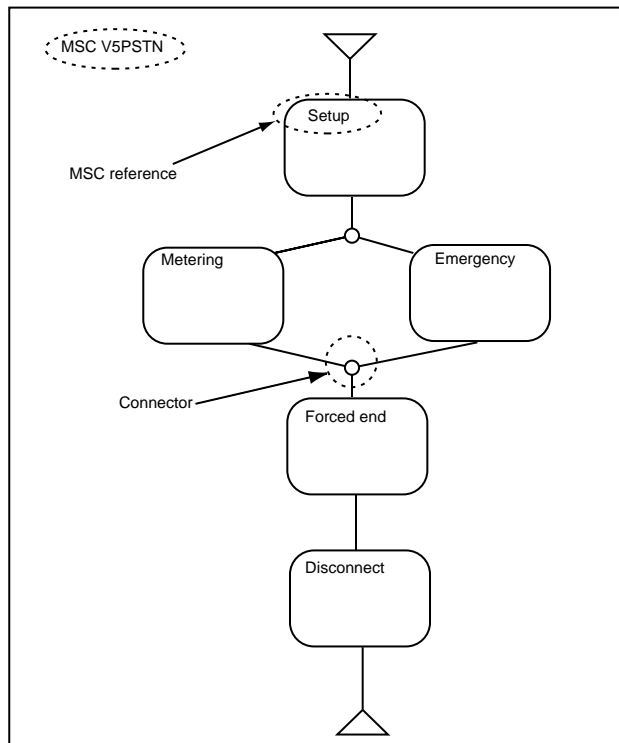 MSC V5PSTN
Setup
MSC reference
Metering
Emergency
Connector
Forced end
Disconnect